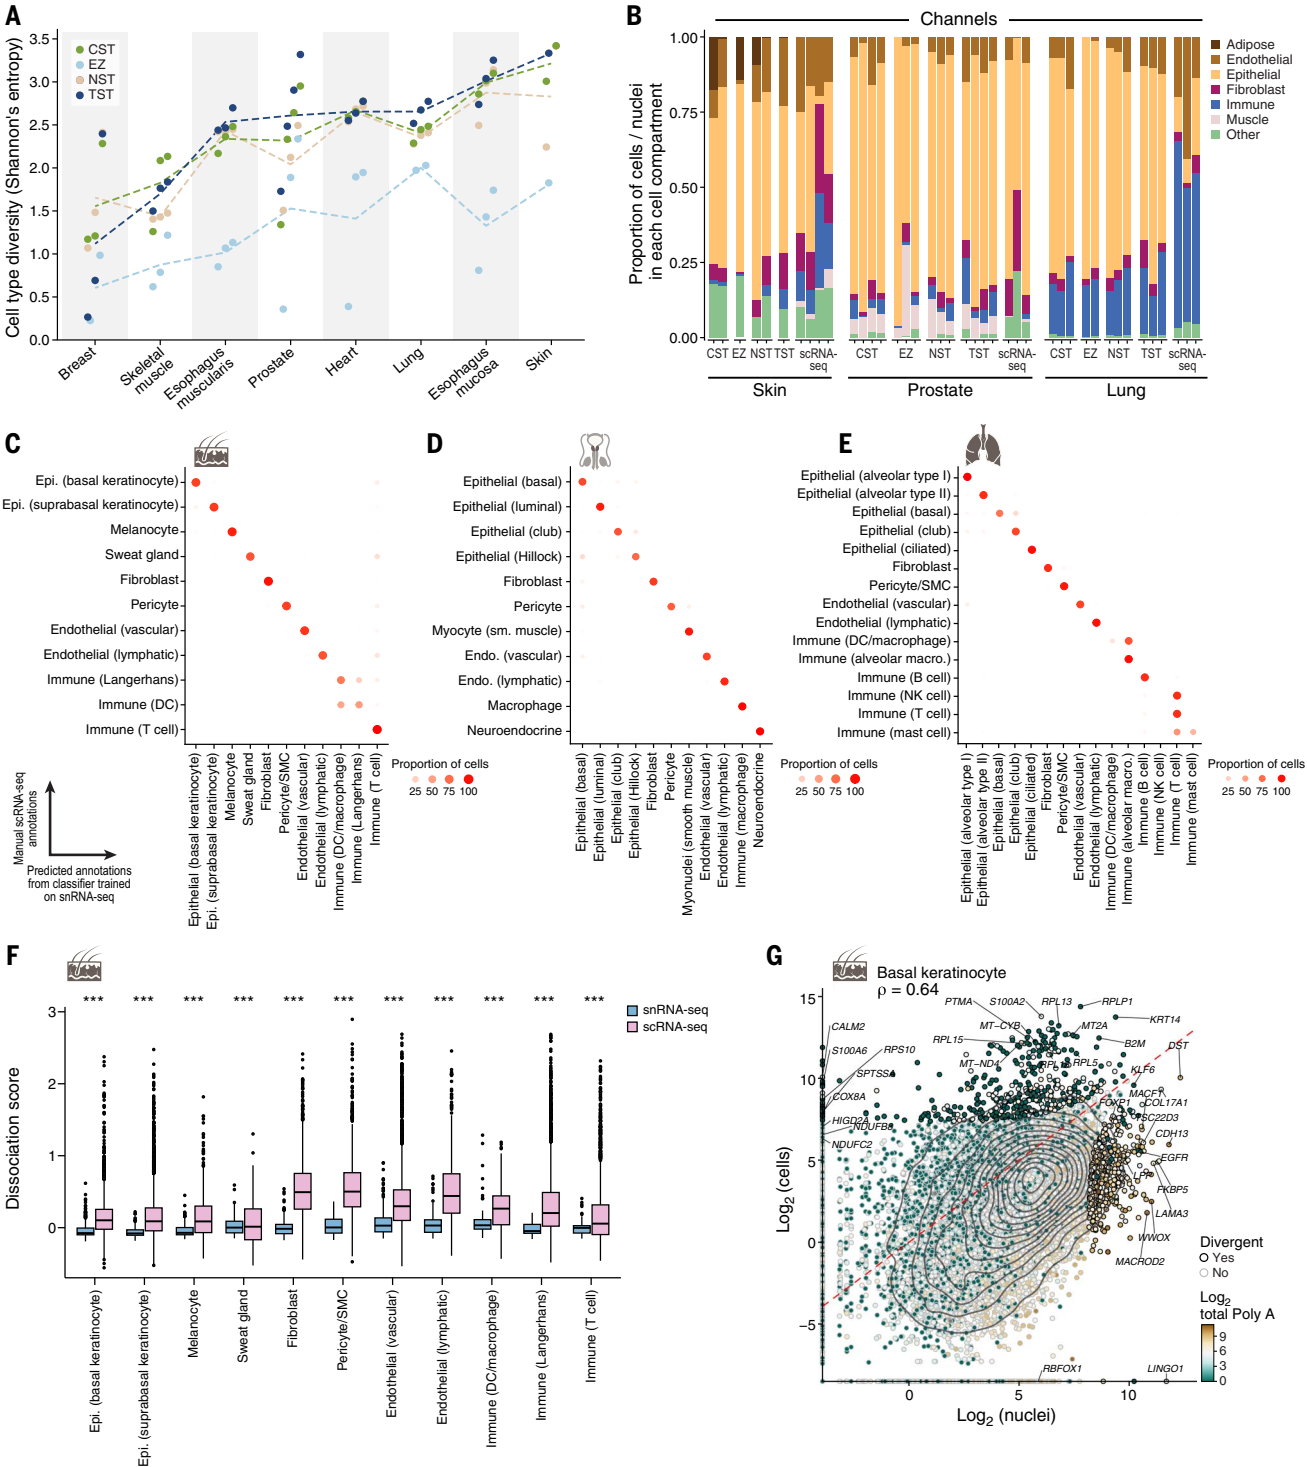 A
Cell type diversity (Shannon's entropy)
3.5
3.0
2.5
2.0
1.5
1.0
0.5
0.0
CST
EZ
NST
TST
Breast
Skeletal
muscle
Esophagus
muscularis
Prostate
Heart
Lung
Esophagus
mucosa
Skin
B
Channels
Proportion of cells / nuclei
in each cell compartment
1.00
0.75
0.50
0.25
0.00
CST EZ NST TST scRNA-
seq
CST EZ NST TST scRNA-
seq
CST EZ NST TST scRNA-
seq
Skin
Prostate
Lung
Adipose
Endothelial
Epithelial
Fibroblast
Immune
Muscle
Other
C
Epi. (basal keratinocyte)
Epi. (suprabasal keratinocyte)
Melanocyte
Sweat gland
Fibroblast
Pericyte
Endothelial (vascular)
Endothelial (lymphatic)
Immune (Langerhans)
Immune (DC)
Immune (T cell)
Epithelial (basal keratinocyte)
Epi. (suprabasal keratinocyte)
Melanocyte
Sweat gland
Fibroblast
Pericyte/SMC
Endothelial (vascular)
Endothelial (lymphatic)
Immune (DC/macrophage)
Immune (Langerhans)
Immune (T cell)
Proportion of cells
25 50 75 100
Manual scRNA-seq
annotations
Predicted annotations
from classifier trained
on snRNA-seq
D
Epithelial (basal)
Epithelial (luminal)
Epithelial (club)
Epithelial (Hillock)
Fibroblast
Pericyte
Myocyte (sm. muscle)
Endo. (vascular)
Endo. (lymphatic)
Macrophage
Neuroendocrine
Epithelial (basal)
Epithelial (luminal)
Epithelial (club)
Epithelial (Hillock)
Fibroblast
Pericyte
Myonuclei (smooth muscle)
Endothelial (vascular)
Endothelial (lymphatic)
Immune (macrophage)
Neuroendocrine
Proportion of cells
25 50 75 100
E
Epithelial (alveolar type I)
Epithelial (alveolar type II)
Epithelial (basal)
Epithelial (club)
Epithelial (ciliated)
Fibroblast
Pericyte/SMC
Endothelial (vascular)
Endothelial (lymphatic)
Immune (DC/macrophage)
Immune (alveolar macro.)
Immune (B cell)
Immune (NK cell)
Immune (T cell)
Immune (mast cell)
Epithelial (alveolar type I)
Epithelial (alveolar type II)
Epithelial (basal)
Epithelial (club)
Epithelial (ciliated)
Fibroblast
Pericyte/SMC
Endothelial (vascular)
Endothelial (lymphatic)
Immune (DC/macrophage)
Immune (alveolar macro.)
Immune (B cell)
Immune (NK cell)
Immune (T cell)
Immune (mast cell)
Proportion of cells
25 50 75 100
F
Dissociation score
3
2
1
0
*** *** *** *** *** *** *** *** *** *** ***
snRNA-seq
scRNA-seq
Epi. (basal keratinocyte)
Epi. (suprabasal keratinocyte)
Melanocyte
Sweat gland
Fibroblast
Pericyte/SMC
Endothelial (vascular)
Endothelial (lymphatic)
Immune (DC/macrophage)
Immune (Langerhans)
Immune (T cell)
G
Basal keratinocyte
ρ = 0.64
Log2 (cells)
15
10
5
0
−5
0
5
10
Log2 (nuclei)
PTMA
S100A2
RPL13
RPLP1
KRT14
MT−CYB
MT2A
RPL15
B2M
DST
MT−ND4
RPL5
KLF6
CALM2
S100A6
RPS10
SPTSSA
COX8A
HIGD2A
NDUFB8
NDUFC2
FOXP1
MACF1
COL17A1
TSC22D3
CDH13
EGFR
LPP
FKBP5
LAMA3
WWOX
MACROD2
RBFOX1
LINGO1
Divergent
Yes
No
Log2
total Poly A
9
6
3
0